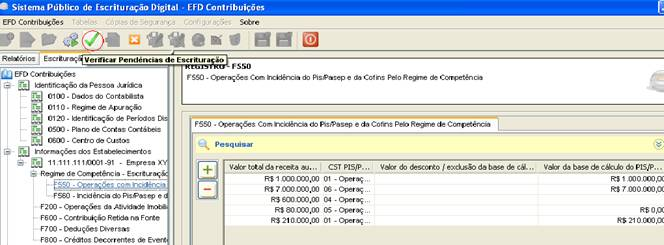 Sistema Público de Escrituração Digital - EFD Contribuições
EFD Contribuições Tabelas Cópias de Segurança Configurações Sobre
Verificar Pendências de Escrituração
Relatórios Escrituraçã
EFD Contribuições
Identificação da Pessoa Jurídica
0100 - Dados do Contabilista
0110 - Regime de Apuração
0120 - Identificação de Períodos Dis
0500 - Plano de Contas Contábeis
0600 - Centro de Custos
Informações dos Estabelecimentos
11.111.111/0001-91 - Empresa XY
Regime de Competência - Escrituraçã
F550 - Operações com Incidência
F560 - Incidência do Pis/Pasep e d
F200 - Operações da Atividade Imobil
F600 - Contribuição Retida na Fonte
F700 - Deduções Diversas
F800 - Créditos Decorrentes de Event
REGISTRO - F550
F550 - Operações Com Incidência do Pis/Pasep e da Cofins Pelo Regime de Competência
F550 - Operações Com Inciência do Pis/Pasep e da Cofins Pelo Regime de Competência
Pesquisar
Valor total da receita au... CST PIS/P... Valor do desconto / exclusão da base de cál... Valor da base de cálculo do PIS/P...
R$ 1.000.000,00 01 - Operaç... R$ 1.000.000,
R$ 7.000.000,00 06 - Operaç... R$ 7.000.000,
R$ 600.000,00 04 - Operaç...
R$ 80.000,00 05 - Operaç... R$ 0,0
R$ 210.000,00 01 - Operaç... R$ 210.000,